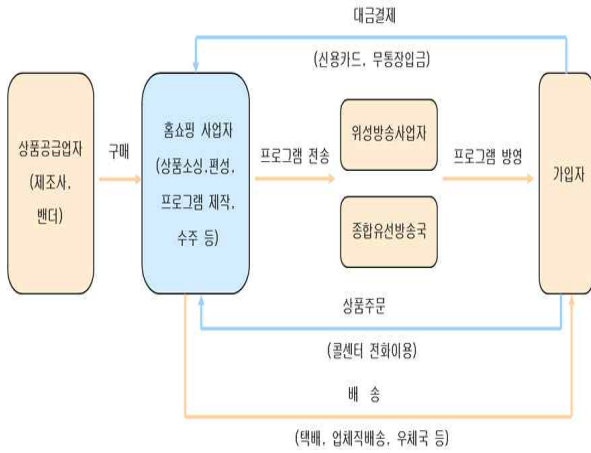 대금결제
(신용카드, 무통장입금)
상품공급업자
(제조사,
밴더)
구매
홈쇼핑 사업자
(상품소싱,편성,
프로그램 제작,
수주 등)
프로그램 전송
위성방송사업자
종합유선방송국
프로그램 방영
가입자
상품주문
(콜센터 전화이용)
배 송
(택배, 업체직배송, 우체국 등)